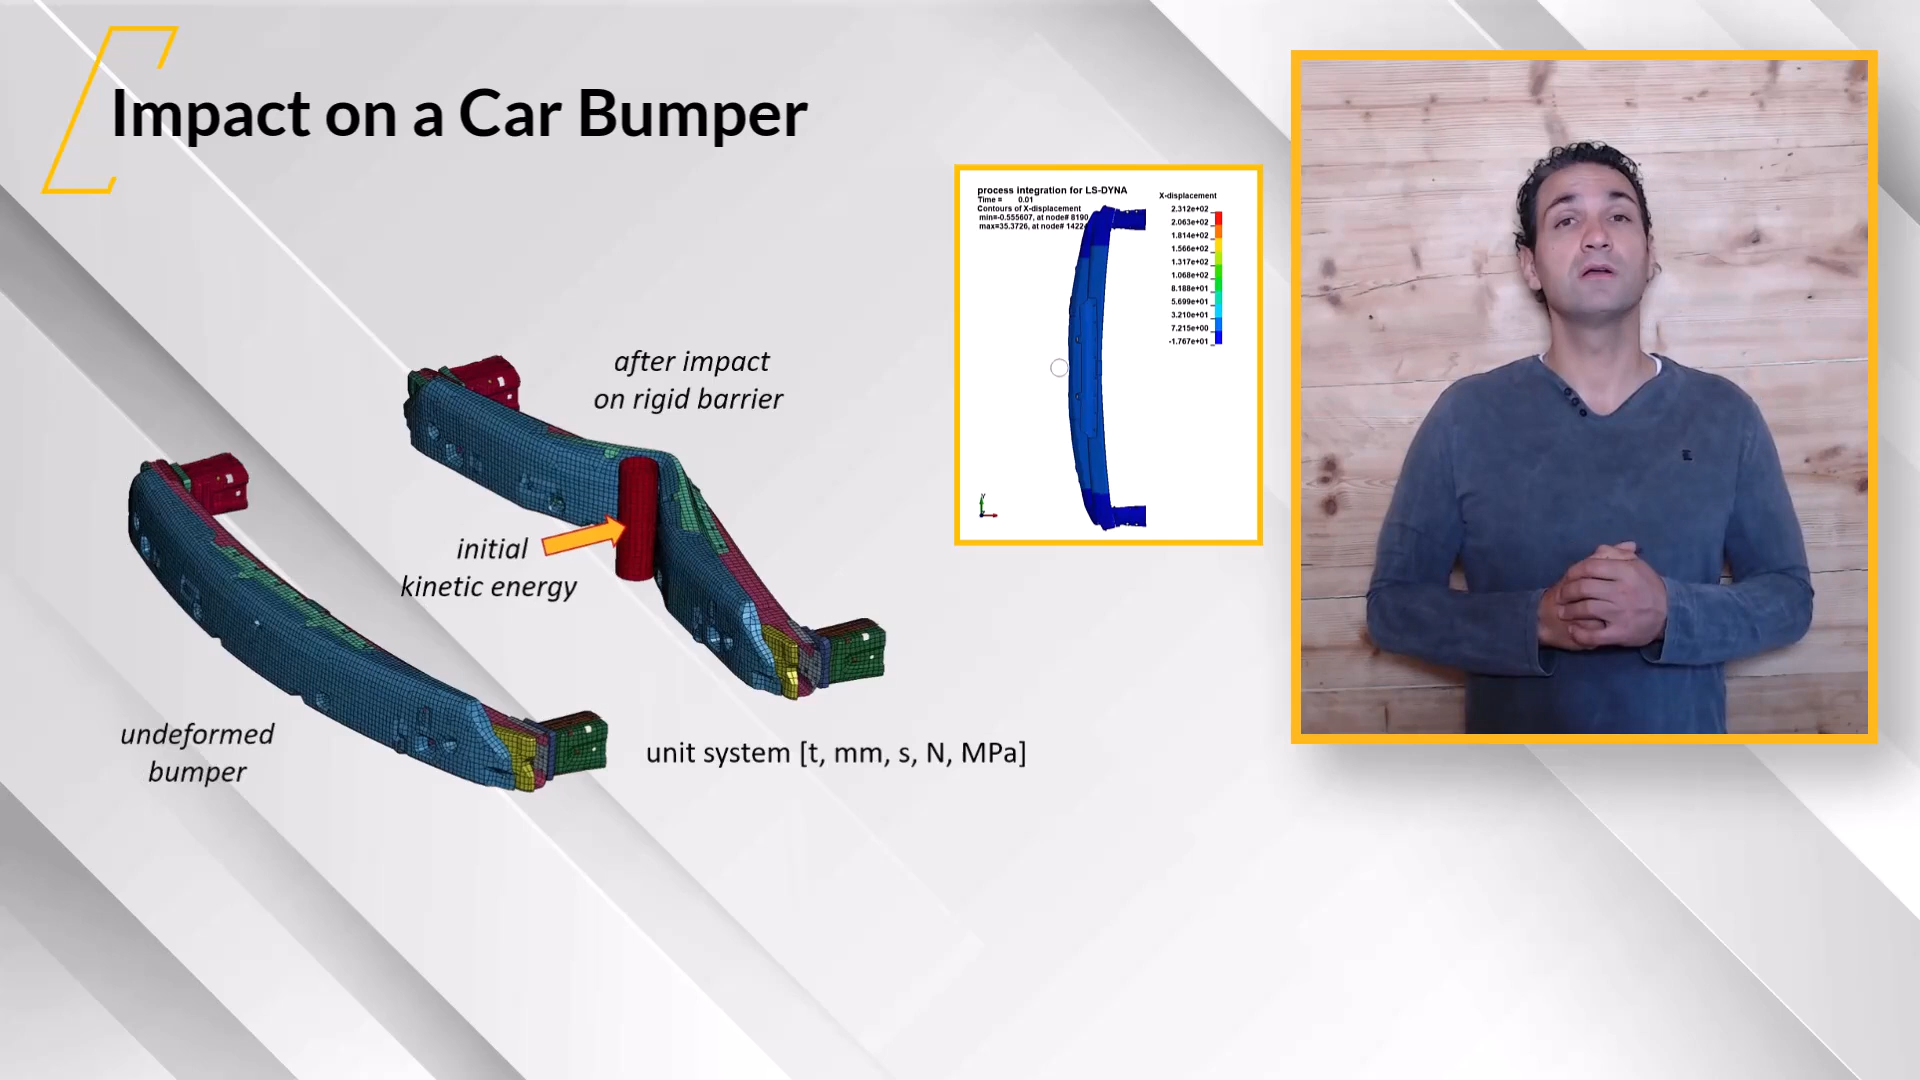 Impact on a Car Bumper
process integration for LS-DYNA
Time = 0.01
Contours of X-displacement
min=-0.555607, at node# 8190
max=35.3726, at node# 1422
X-displacement
2.312e+02
2.063e+02
1.814e+02
1.566e+02
1.317e+02
1.068e+02
8.188e+01
5.699e+01
3.210e+01
7.215e+00
-1.767e+01
after impact
on rigid barrier
initial
kinetic energy
undeformed
bumper
unit system [t, mm, s, N, MPa]